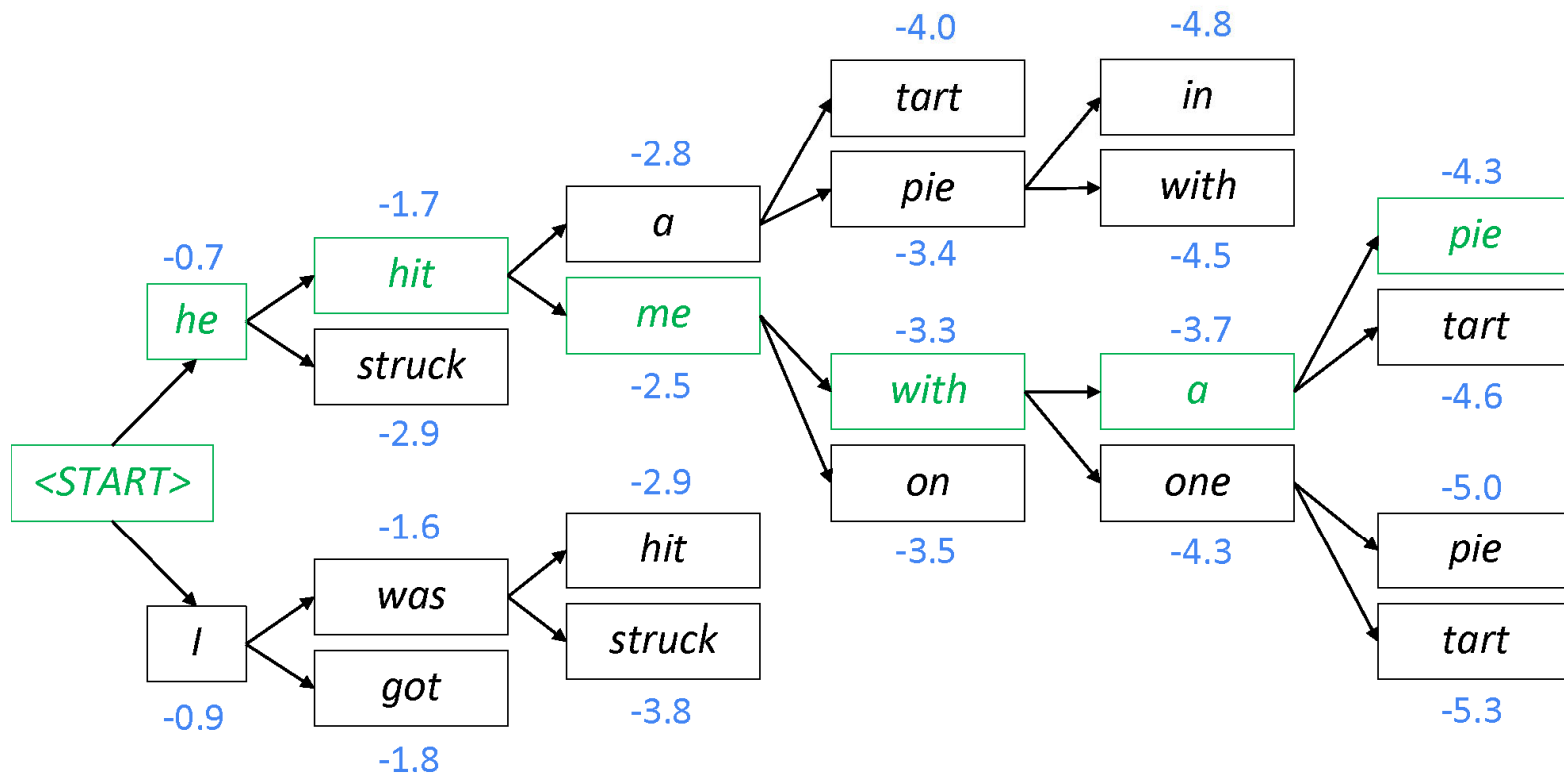 -4.0
-4.8
tart
in
-2.8
-4.3
pie
with
-1.7
a
pie
-0.7
hit
-3.4
-4.5
he
me
-3.3
-3.7
tart
struck
-2.5
with
a
-4.6
-2.9
<START>
-2.9
on
one
-5.0
-1.6
hit
-3.5
-4.3
pie
was
I
struck
tart
got
-0.9
-3.8
-5.3
-1.8